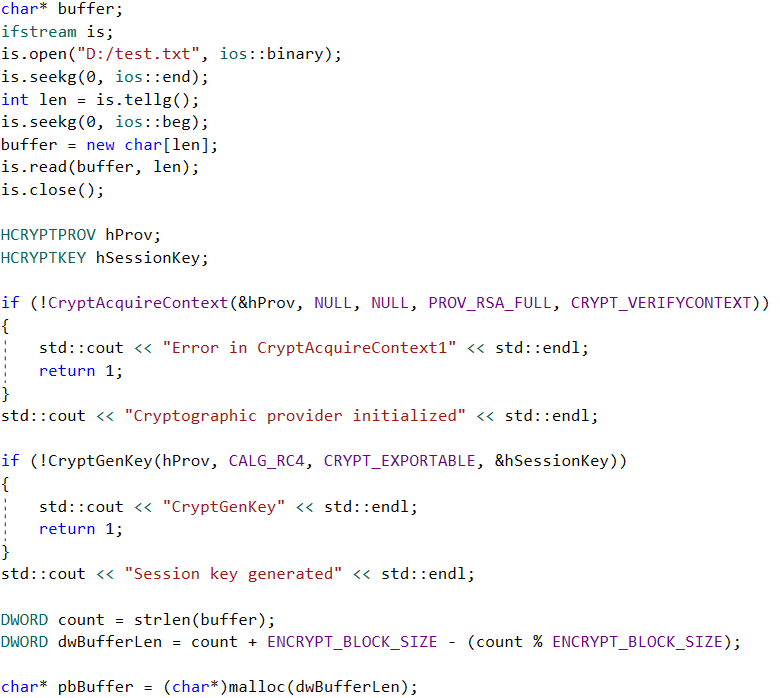 char* buffer;
ifstream is;
is.open("D:/test.txt", ios::binary);
is.seekg(0, ios::end);
int len = is.tellg();
is.seekg(0, ios::beg);
buffer = new char[len];
is.read(buffer, len);
is.close();

HCRYPTPROV hProv;
HCRYPTKEY hSessionKey;

if (!CryptAcquireContext(&hProv, NULL, NULL, PROV_RSA_FULL, CRYPT_VERIFYCONTEXT))
{
    std::cout << "Error in CryptAcquireContext1" << std::endl;
    return 1;
}
std::cout << "Cryptographic provider initialized" << std::endl;

if (!CryptGenKey(hProv, CALG_RC4, CRYPT_EXPORTABLE, &hSessionKey))
{
    std::cout << "CryptGenKey" << std::endl;
    return 1;
}
std::cout << "Session key generated" << std::endl;

DWORD count = strlen(buffer);
DWORD dwBufferLen = count + ENCRYPT_BLOCK_SIZE - (count % ENCRYPT_BLOCK_SIZE);

char* pbBuffer = (char*)malloc(dwBufferLen);